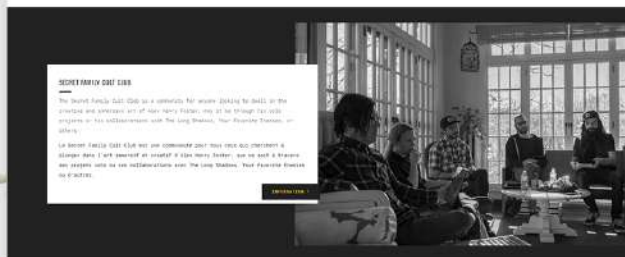 SECRET FAMILY CULT CLUB
The Secret Family Cult Club is a community for anyone looking to dwell in the
creative and immersive art of Alex Henry Foster, may it be through his solo
projects or his collaborations with The Long Shadows, Your Favorite Enemies, or
others.
Le Secret Family Cult Club est une communauté pour tous ceux qui cherchent à
plonger dans l'art immersif et créatif d'Alex Henry Foster; que ce soit à travers
ses projets solo ou ses collaborations avec The Long Shadows, Your Favorite Enemies
ou d'autres.
INFORMATION